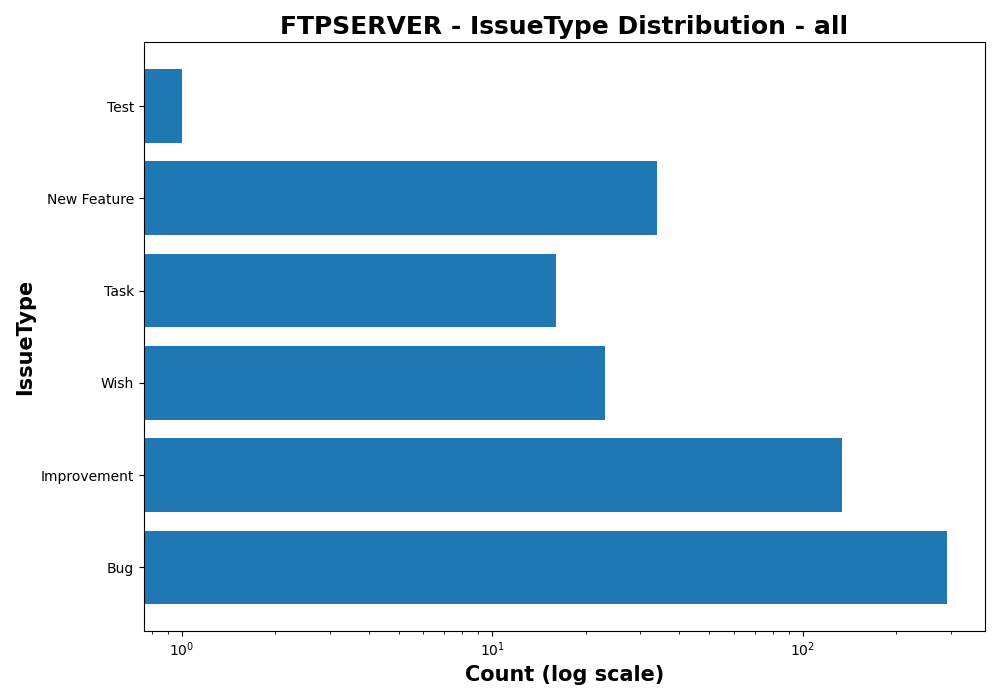 FTPSERVER - IssueType Distribution - all
Test
New Feature
Task
Wish
Improvement
Bug
IssueType
10⁰ 10¹ 10²
Count (log scale)